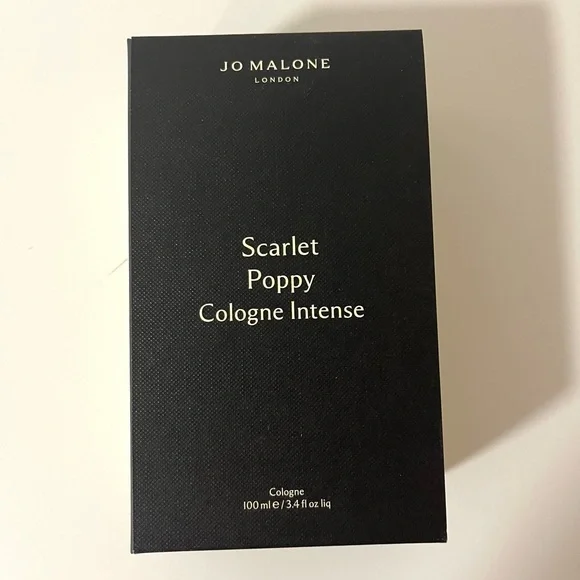 JO MALONE
LONDON
Scarlet
Poppy
Cologne Intense
Cologne
100 ml ℮ / 3.4 fl oz liq